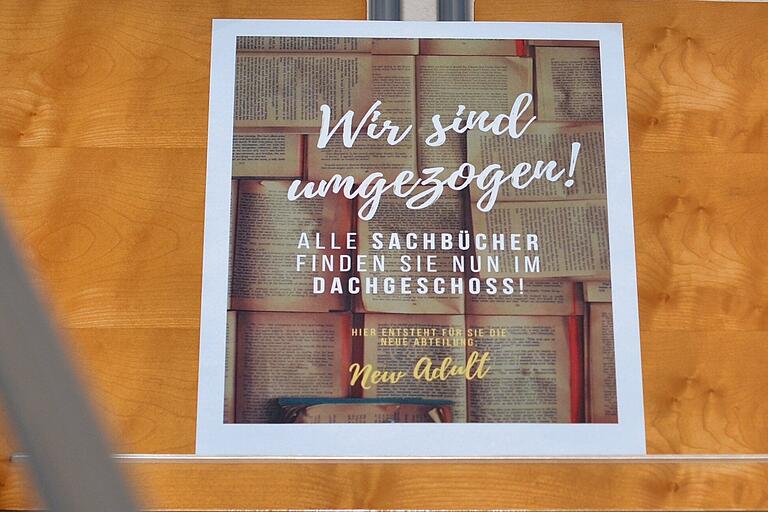 Wir sind
umgezogen!
ALLE SACHBÜCHER
FINDEN SIE NUN IM
DACHGESCHOSS!
HIER ENTSTEHT FÜR SIE DIE
NEUE ABTEILUNG
New Adult